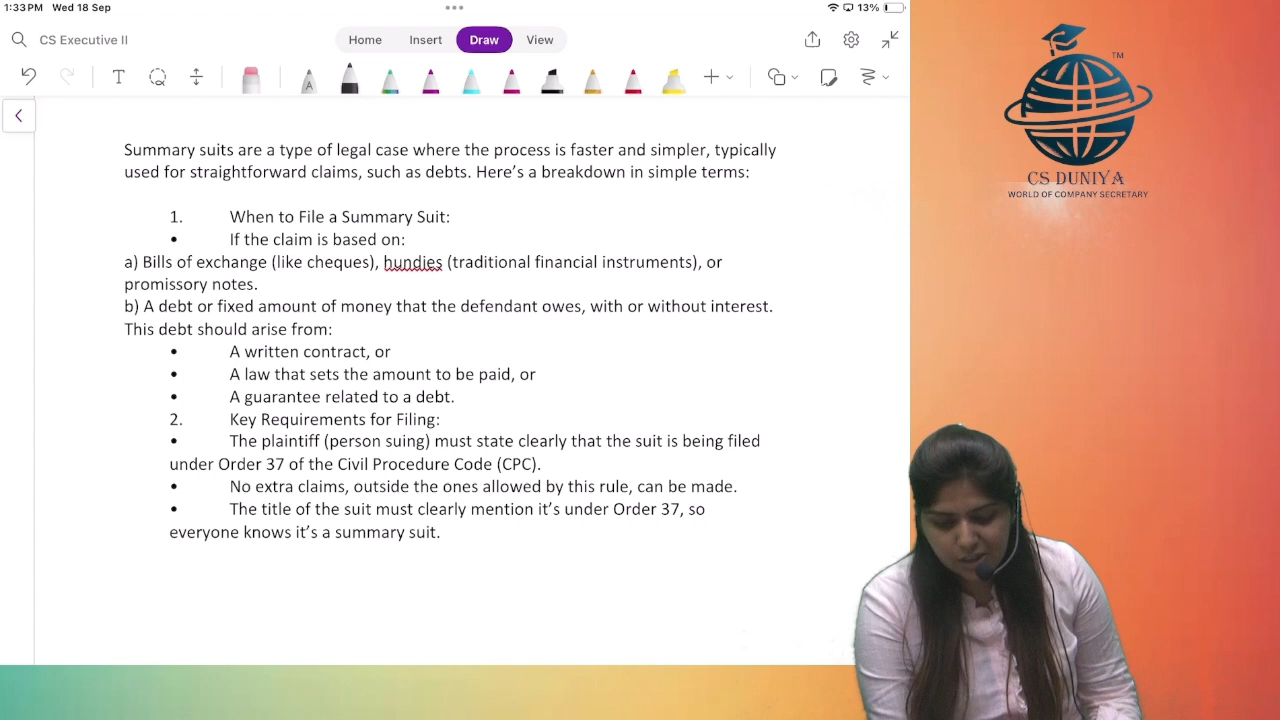 1:33 PM Wed 18 Sep
13%
CS Executive II
Home Insert Draw View
T
A
TM
CS DUNIYA
WORLD OF COMPANY SECRETARY
Summary suits are a type of legal case where the process is faster and simpler, typically
used for straightforward claims, such as debts. Here’s a breakdown in simple terms:
1. When to File a Summary Suit:
• If the claim is based on:
a) Bills of exchange (like cheques), hundies (traditional financial instruments), or
promissory notes.
b) A debt or fixed amount of money that the defendant owes, with or without interest.
This debt should arise from:
• A written contract, or
• A law that sets the amount to be paid, or
• A guarantee related to a debt.
2. Key Requirements for Filing:
• The plaintiff (person suing) must state clearly that the suit is being filed
under Order 37 of the Civil Procedure Code (CPC).
• No extra claims, outside the ones allowed by this rule, can be made.
• The title of the suit must clearly mention it’s under Order 37, so
everyone knows it’s a summary suit.